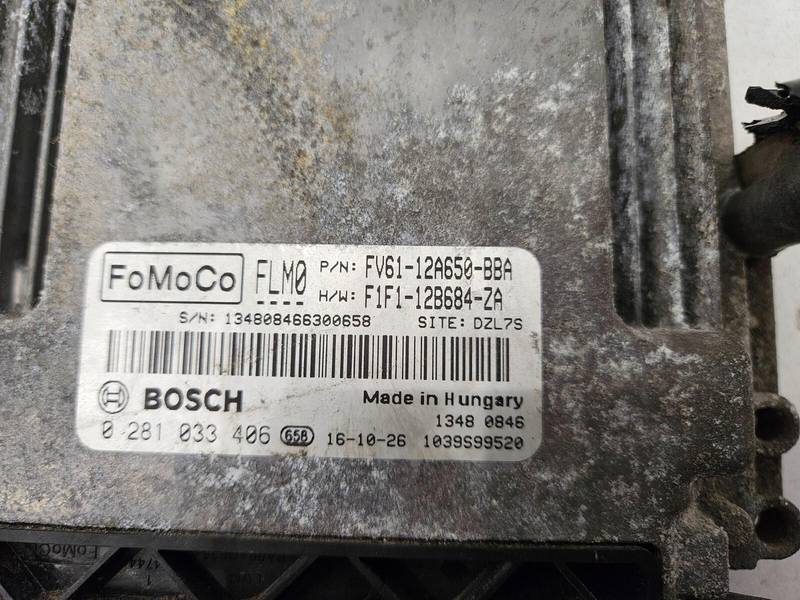 FoMoCo FLM0 P/N: FV61-12A650-BBA
H/W: F1F1-12B684-ZA
S/N: 134808466300658 SITE: DZL7S
BOSCH Made in Hungary
1348 0846
0 281 033 406 658 16-10-26 1039S99520
FoMoCo